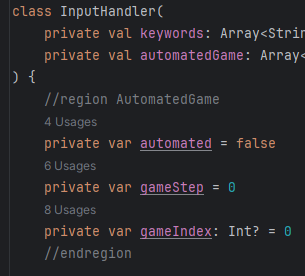 class InputHandler(
private val keywords: Array<Strin
private val automatedGame: Array<
) {
//region AutomatedGame
4 Usages
private var automated = false
6 Usages
private var gameStep = 0
8 Usages
private var gameIndex: Int? = 0
//endregion